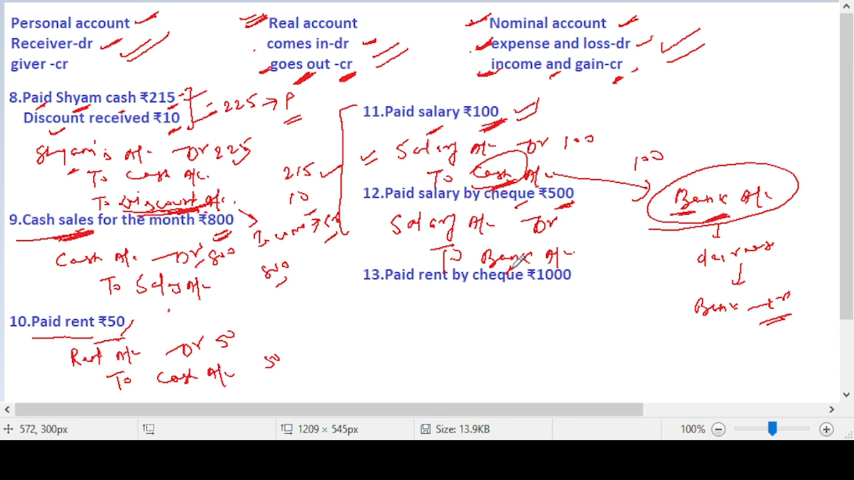 Personal account
Receiver-dr
giver -cr
Real account
comes in-dr
goes out -cr
Nominal account
expense and loss-dr
income and gain-cr
8.Paid Shyam cash ₹215
Discount received ₹10
225 → P
Shyam's A/c Dr 225
To Cash A/c 215
To Discount A/c 10
9.Cash sales for the month ₹800
Cash A/c Dr 800
To Sales A/c 800
10.Paid rent ₹50
Rent A/c Dr 50
To Cash A/c 50
11.Paid salary ₹100
Salary A/c Dr 100
To Cash A/c 100
12.Paid salary by cheque ₹500
Salary A/c Dr
To Bank A/c
13.Paid rent by cheque ₹1000
Bank A/c
Bank
572, 300px
1209 × 545px
Size: 13.9KB
100%